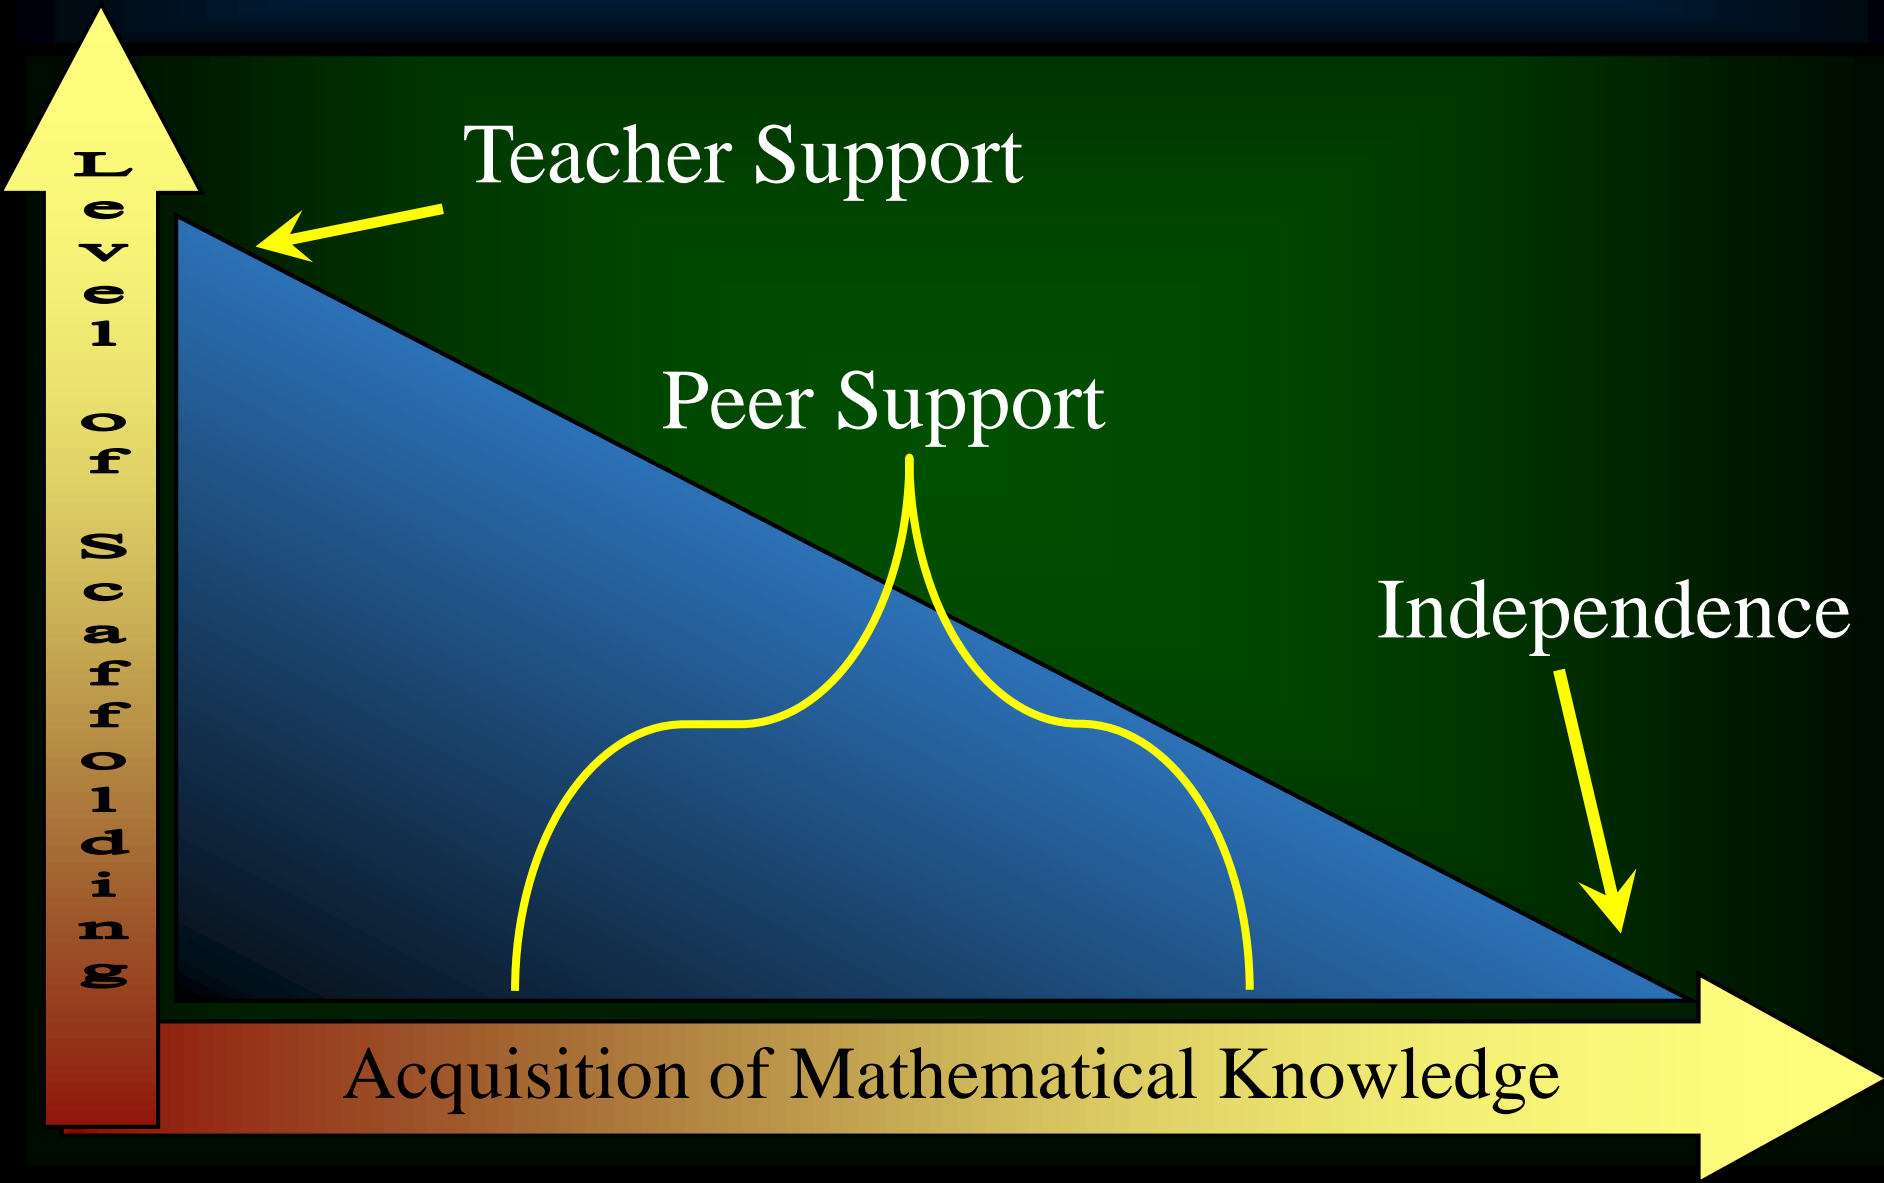 Level of Scaffolding
Teacher Support
Peer Support
Independence
Acquisition of Mathematical Knowledge